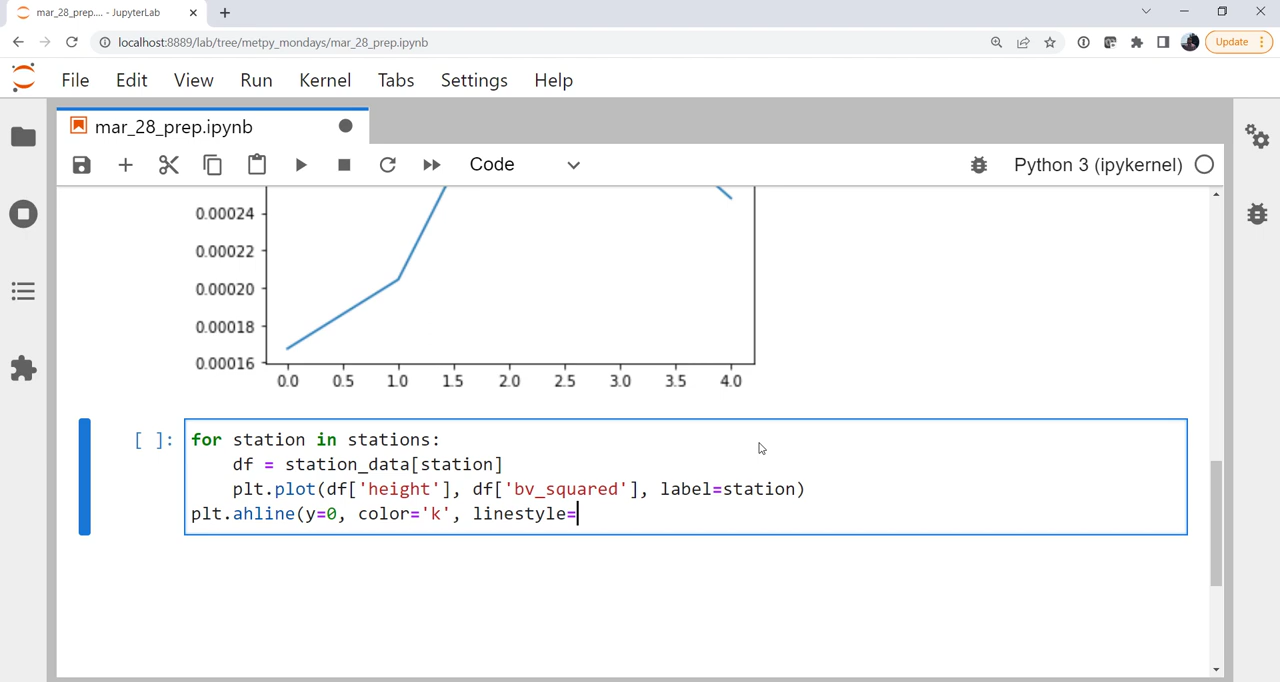 mar_28_prep.... - JupyterLab
localhost:8889/lab/tree/metpy_mondays/mar_28_prep.ipynb
Update
File Edit View Run Kernel Tabs Settings Help
mar_28_prep.ipynb
Code
Python 3 (ipykernel)
0.00024
0.00022
0.00020
0.00018
0.00016
0.0 0.5 1.0 1.5 2.0 2.5 3.0 3.5 4.0
[ ]: for station in stations:
df = station_data[station]
plt.plot(df['height'], df['bv_squared'], label=station)
plt.ahline(y=0, color='k', linestyle=